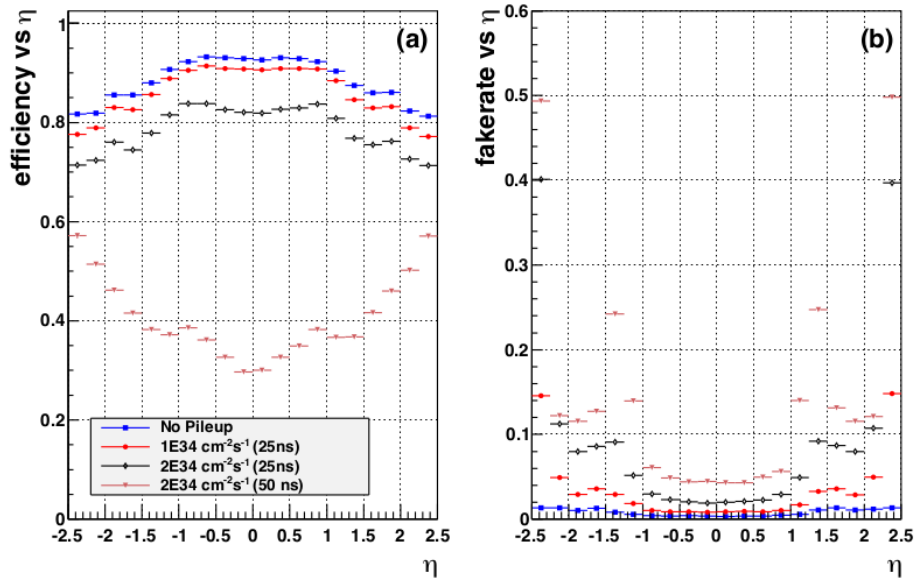 efficiency vs η
(a)
1
0.8
0.6
0.4
0.2
0
No Pileup
1E34 cm⁻²s⁻¹ (25ns)
2E34 cm⁻²s⁻¹ (25ns)
2E34 cm⁻²s⁻¹ (50 ns)
-2.5 -2 -1.5 -1 -0.5 0 0.5 1 1.5 2 2.5
η
fakerate vs η
(b)
0.6
0.5
0.4
0.3
0.2
0.1
0
-2.5 -2 -1.5 -1 -0.5 0 0.5 1 1.5 2 2.5
η